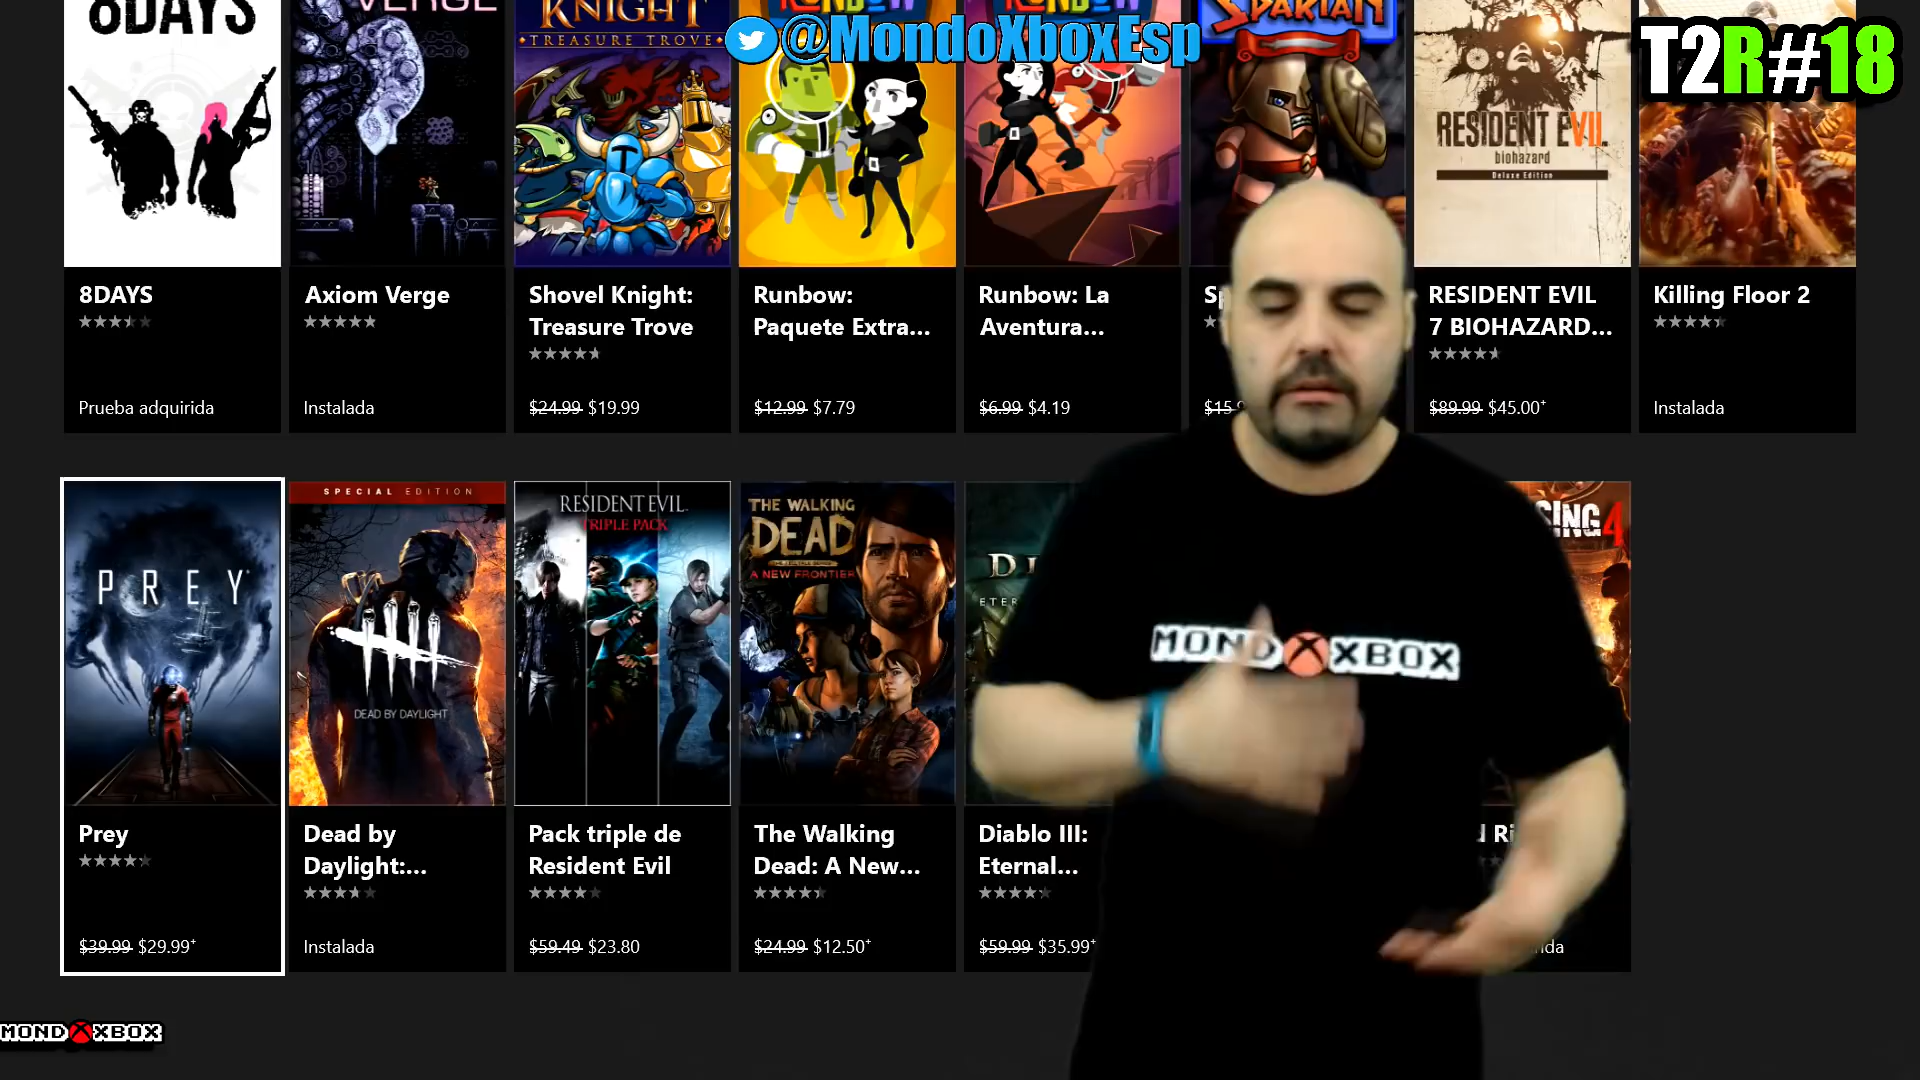 8DAYS
VERGE
KNIGHT
TREASURE TROVE
@MondoXboxEsp
SPARTAN
RESIDENT EVII.
biohazard
Deluxe Edition
T2R#18
8DAYS
Axiom Verge
Shovel Knight:
Treasure Trove
Runbow:
Paquete Extra...
Runbow: La
Aventura...
RESIDENT EVIL
7 BIOHAZARD...
Killing Floor 2
Prueba adquirida
Instalada
$24.99 $19.99
$12.99 $7.79
$6.99 $4.19
$89.99 $45.00+
Instalada
PREY
SPECIAL EDITION
DEAD BY DAYLIGHT
RESIDENT EVIL
TRIPLE PACK
THE WALKING
DEAD
A NEW FRONTIER
MONDOXBOX
Prey
Dead by
Daylight:...
Pack triple de
Resident Evil
The Walking
Dead: A New...
Diablo III:
Eternal...
$39.99 $29.99+
Instalada
$59.49 $23.80
$24.99 $12.50+
$59.99 $35.99+
MONDOXBOX